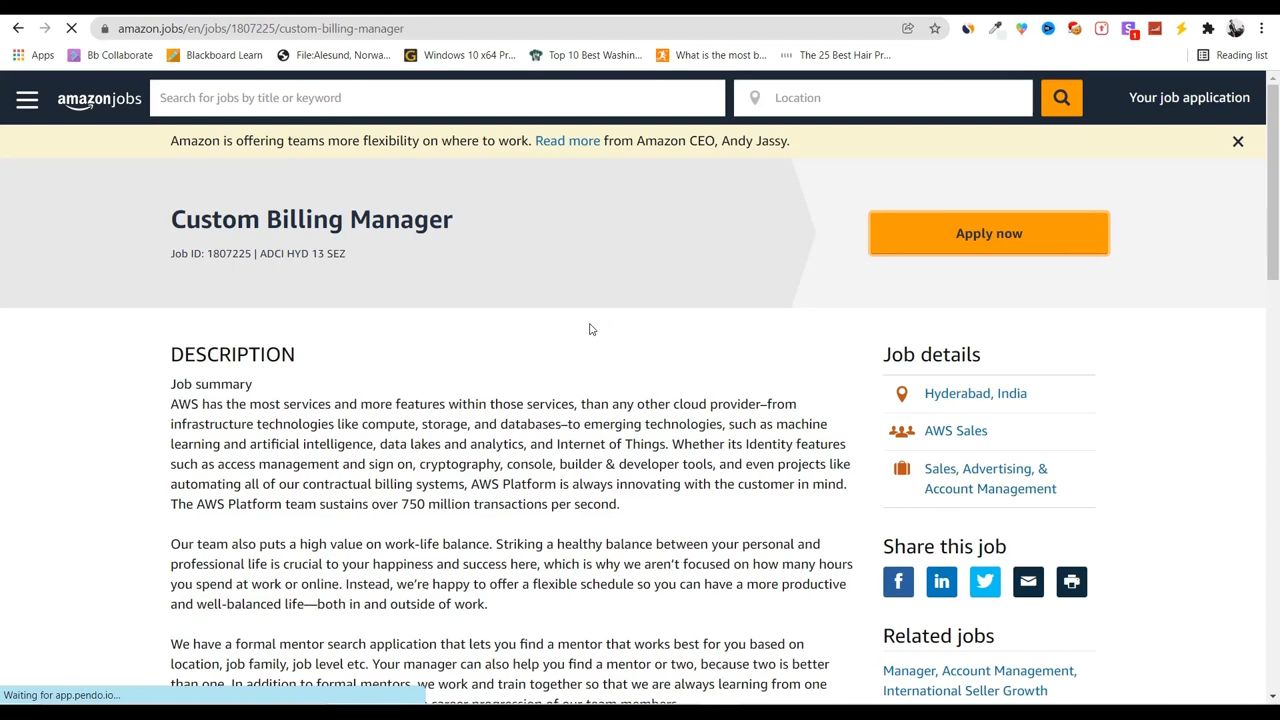 amazon.jobs/en/jobs/1807225/custom-billing-manager
Apps
Bb Collaborate
Blackboard Learn
File:Alesund, Norwa...
Windows 10 x64 Pr...
Top 10 Best Washin...
What is the most b...
The 25 Best Hair Pr...
Reading list
amazonjobs
Search for jobs by title or keyword
Location
Your job application
Amazon is offering teams more flexibility on where to work. Read more from Amazon CEO, Andy Jassy.
Custom Billing Manager
Job ID: 1807225 | ADCI HYD 13 SEZ
Apply now
DESCRIPTION
Job summary
AWS has the most services and more features within those services, than any other cloud provider–from
infrastructure technologies like compute, storage, and databases–to emerging technologies, such as machine
learning and artificial intelligence, data lakes and analytics, and Internet of Things. Whether its Identity features
such as access management and sign on, cryptography, console, builder & developer tools, and even projects like
automating all of our contractual billing systems, AWS Platform is always innovating with the customer in mind.
The AWS Platform team sustains over 750 million transactions per second.
Our team also puts a high value on work-life balance. Striking a healthy balance between your personal and
professional life is crucial to your happiness and success here, which is why we aren't focused on how many hours
you spend at work or online. Instead, we're happy to offer a flexible schedule so you can have a more productive
and well-balanced life—both in and outside of work.
We have a formal mentor search application that lets you find a mentor that works best for you based on
location, job family, job level etc. Your manager can also help you find a mentor or two, because two is better
than one. In addition to formal mentors, we work and train together so that we are always learning from one
career progression of our team members.
Job details
Hyderabad, India
AWS Sales
Sales, Advertising, &
Account Management
Share this job
Related jobs
Manager, Account Management,
International Seller Growth
Waiting for app.pendo.io...